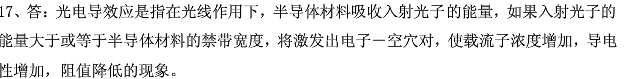 17、答：光电导效应是指在光线作用下，半导体材料吸收入射光子的能量，如果入射光子的
能量大于或等于半导体材料的禁带宽度，将激发出电子－空穴对，使载流子浓度增加，导电
性增加，阻值降低的现象。